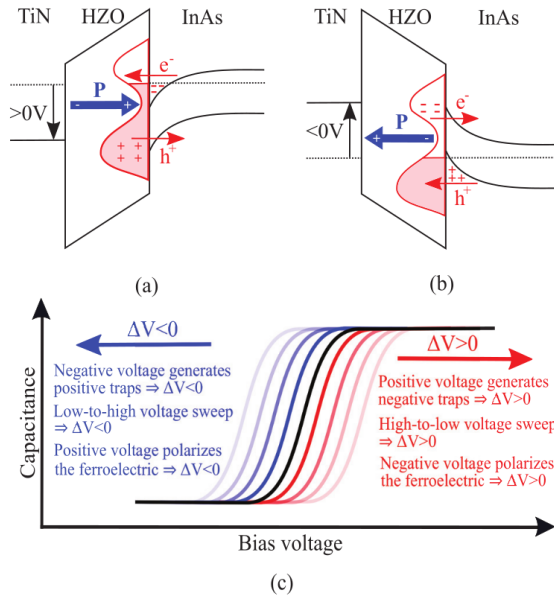 TiN HZO InAs
e-
P
- +
>0V
- - -
+ +
+ + +
h+
(a)
TiN HZO InAs
- - - -
e-
<0V
P
+ -
+ +
+ +
h+
(b)
Capacitance
ΔV<0
Negative voltage generates
positive traps ⇒ ΔV<0
Low-to-high voltage sweep
⇒ ΔV<0
Positive voltage polarizes
the ferroelectric ⇒ ΔV<0
ΔV>0
Positive voltage generates
negative traps ⇒ ΔV>0
High-to-low voltage sweep
⇒ ΔV>0
Negative voltage polarizes
the ferroelectric ⇒ ΔV>0
Bias voltage
(c)